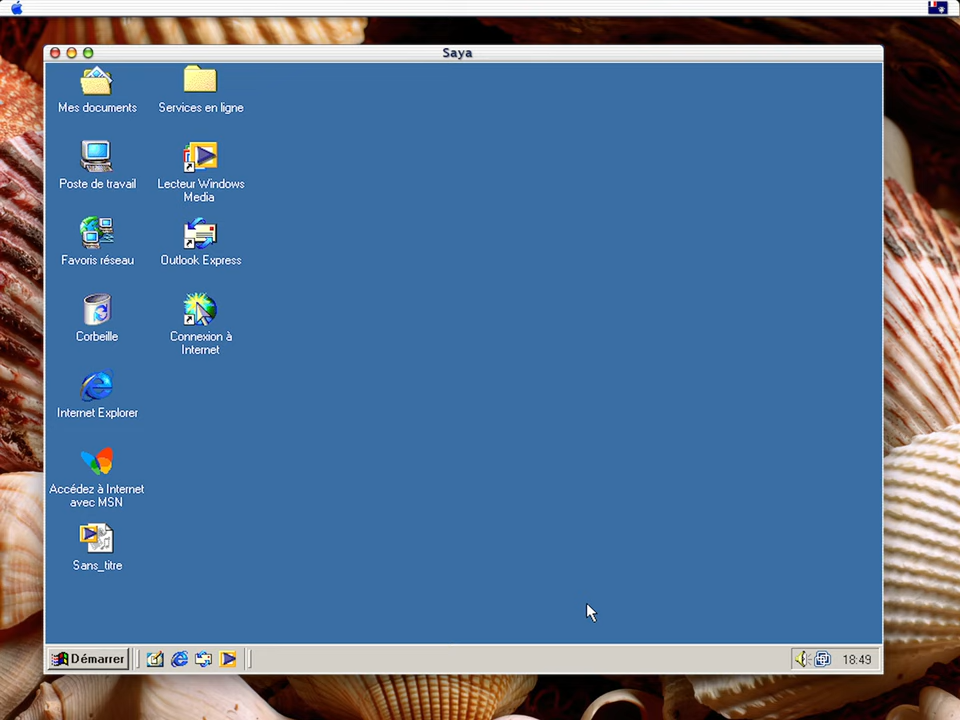 Saya
Mes documents
Services en ligne
Poste de travail
Lecteur Windows
Media
Favoris réseau
Outlook Express
Corbeille
Connexion à
Internet
Internet Explorer
Accédez à Internet
avec MSN
Sans_titre
Démarrer
18:49